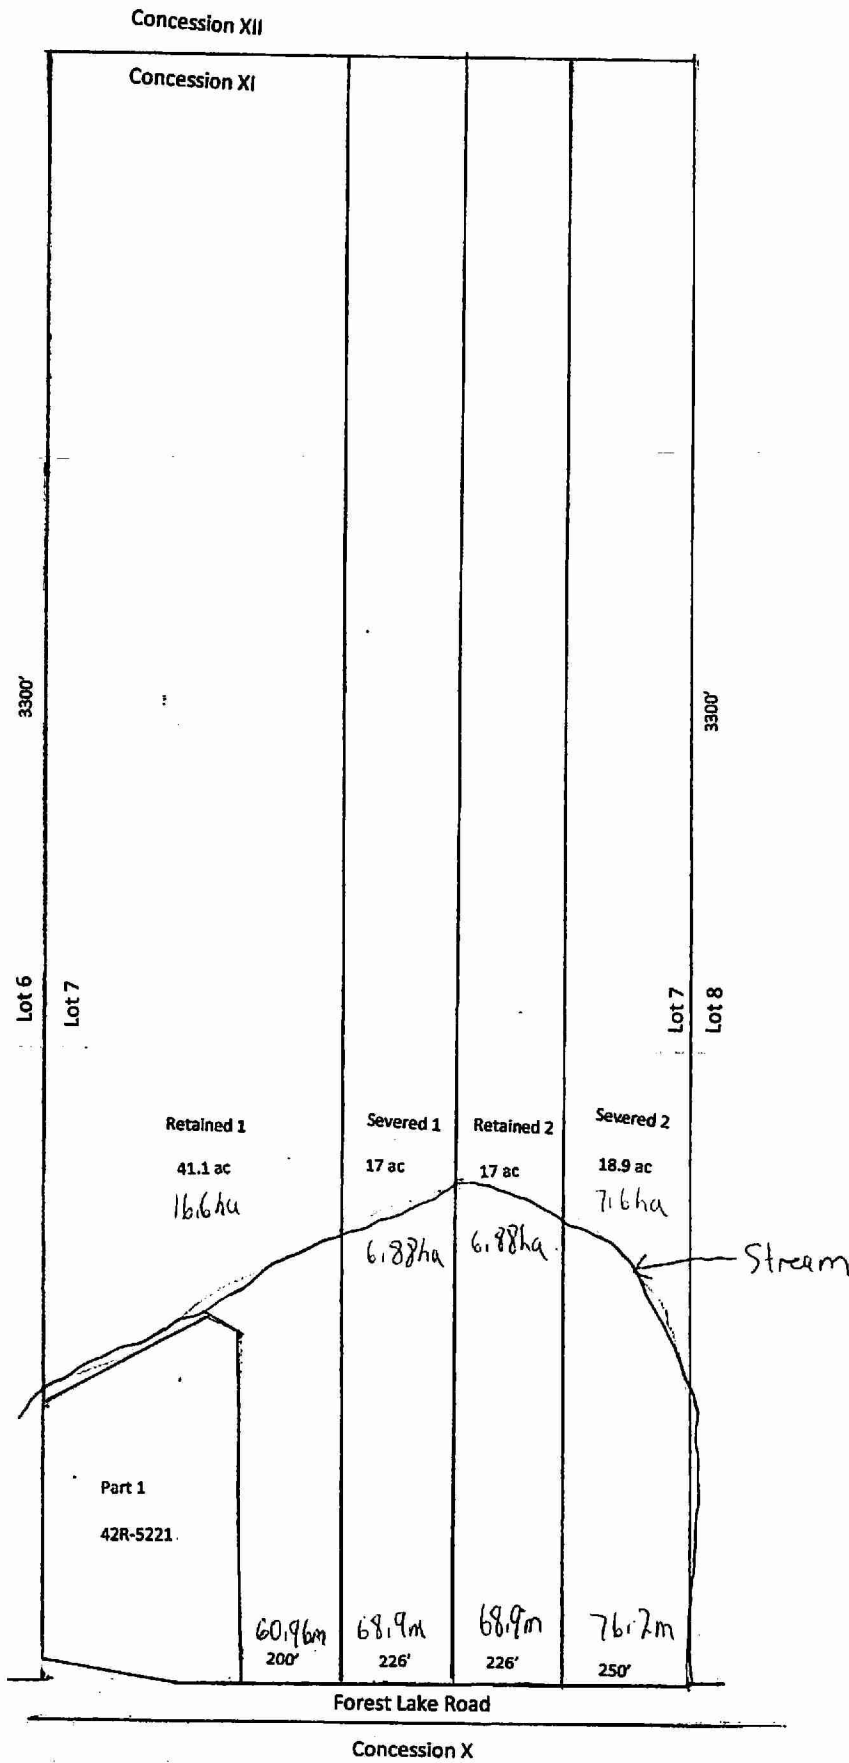 Concession XII
Concession XI
3300'
3300'
Lot 6
Lot 7
Lot 7
Lot 8
Retained 1
41.1 ac
16.6ha
Severed 1
17 ac
6.88ha
Retained 2
17 ac
6.88ha
Severed 2
18.9 ac
7.6ha
Stream
Part 1
42R-5221
60.96m
200'
68.9m
226'
68.9m
226'
76.2m
250'
Forest Lake Road
Concession X